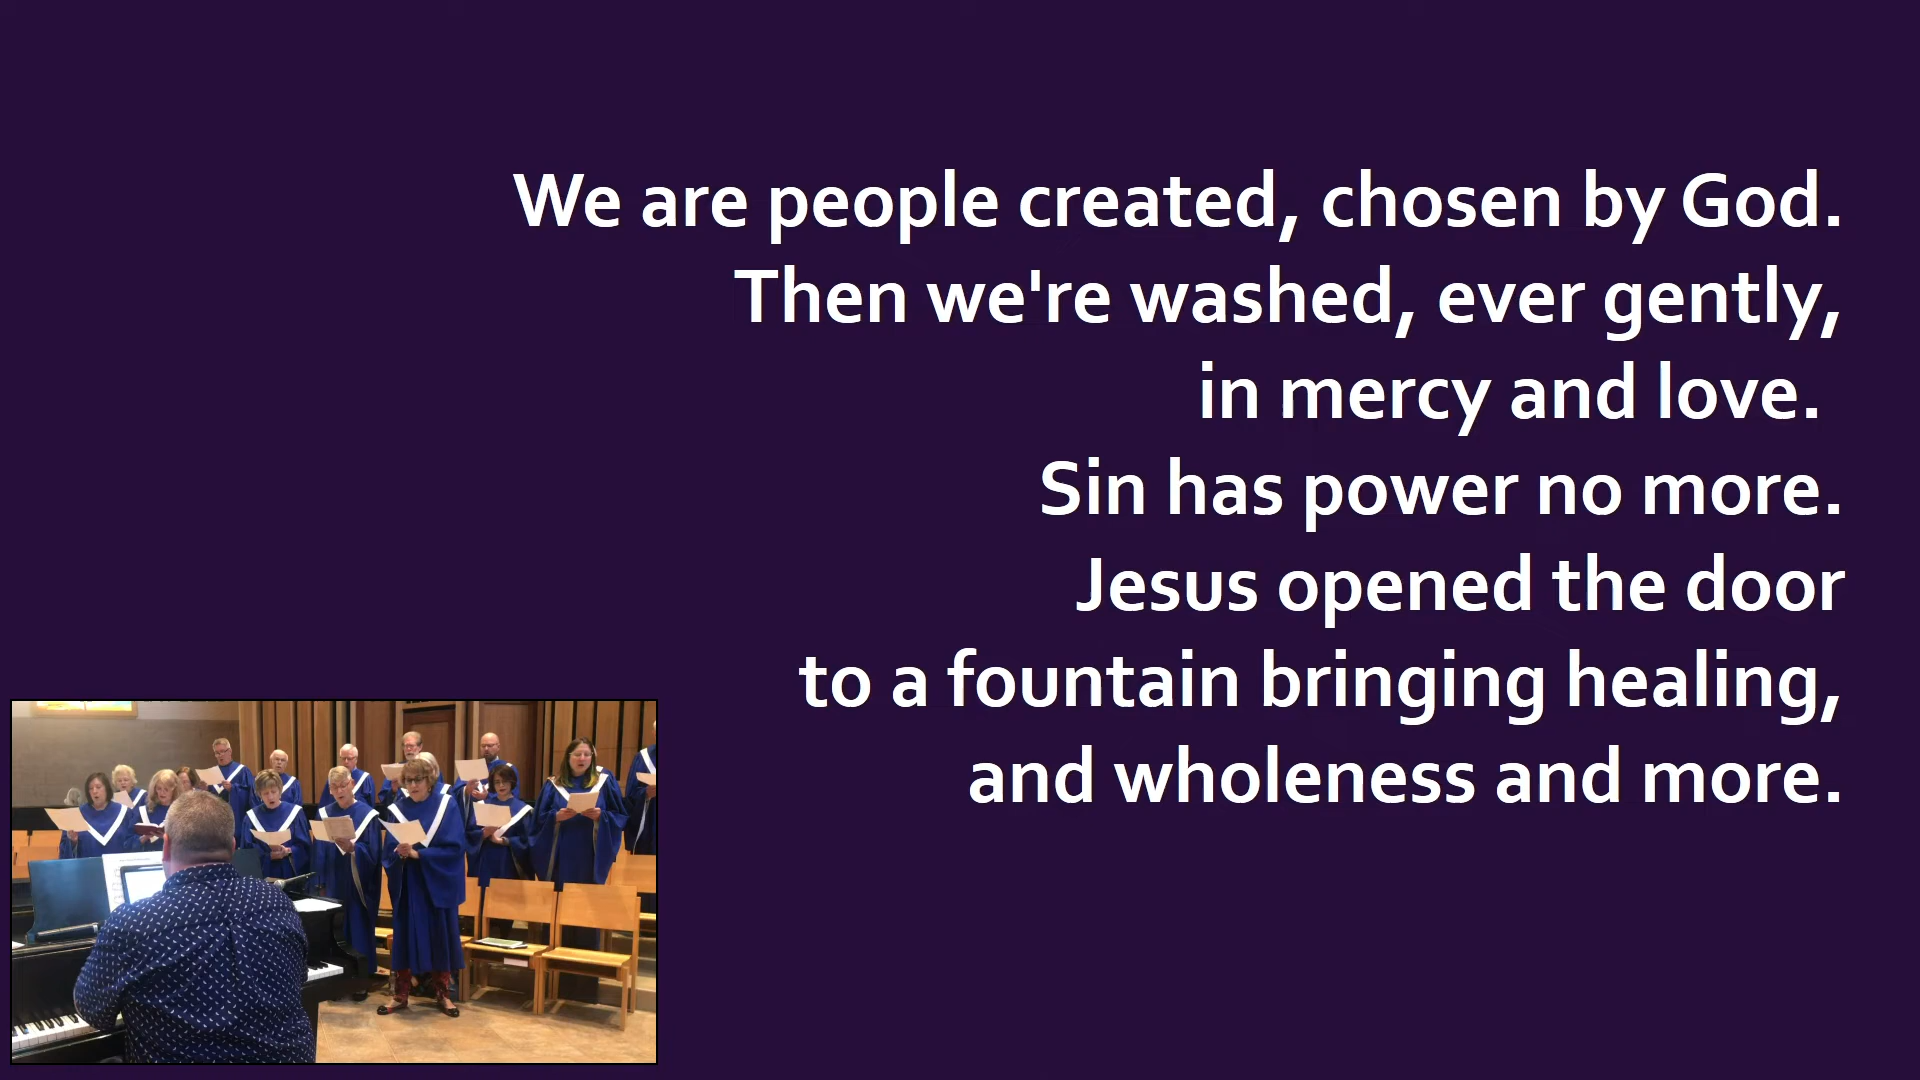 We are people created, chosen by God.
Then we're washed, ever gently,
in mercy and love.
Sin has power no more.
Jesus opened the door
to a fountain bringing healing,
and wholeness and more.